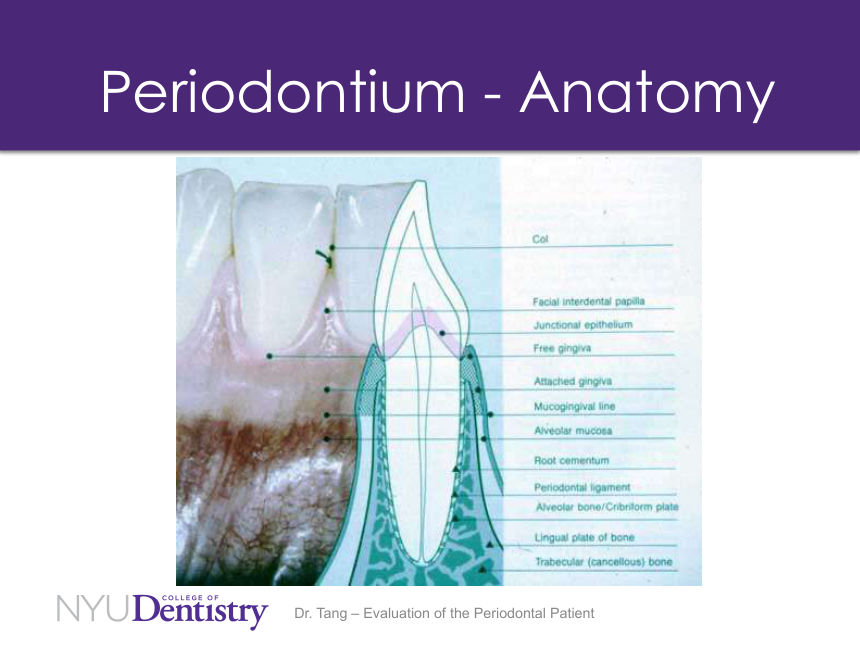 Periodontium - Anatomy
Col
Facial interdental papilla
Junctional epithelium
Free gingiva
Attached gingiva
Mucogingival line
Alveolar mucosa
Root cementum
Periodontal ligament
Alveolar bone/Cribriform plate
Lingual plate of bone
Trabecular (cancellous) bone
NYU COLLEGE OF Dentistry
Dr. Tang – Evaluation of the Periodontal Patient